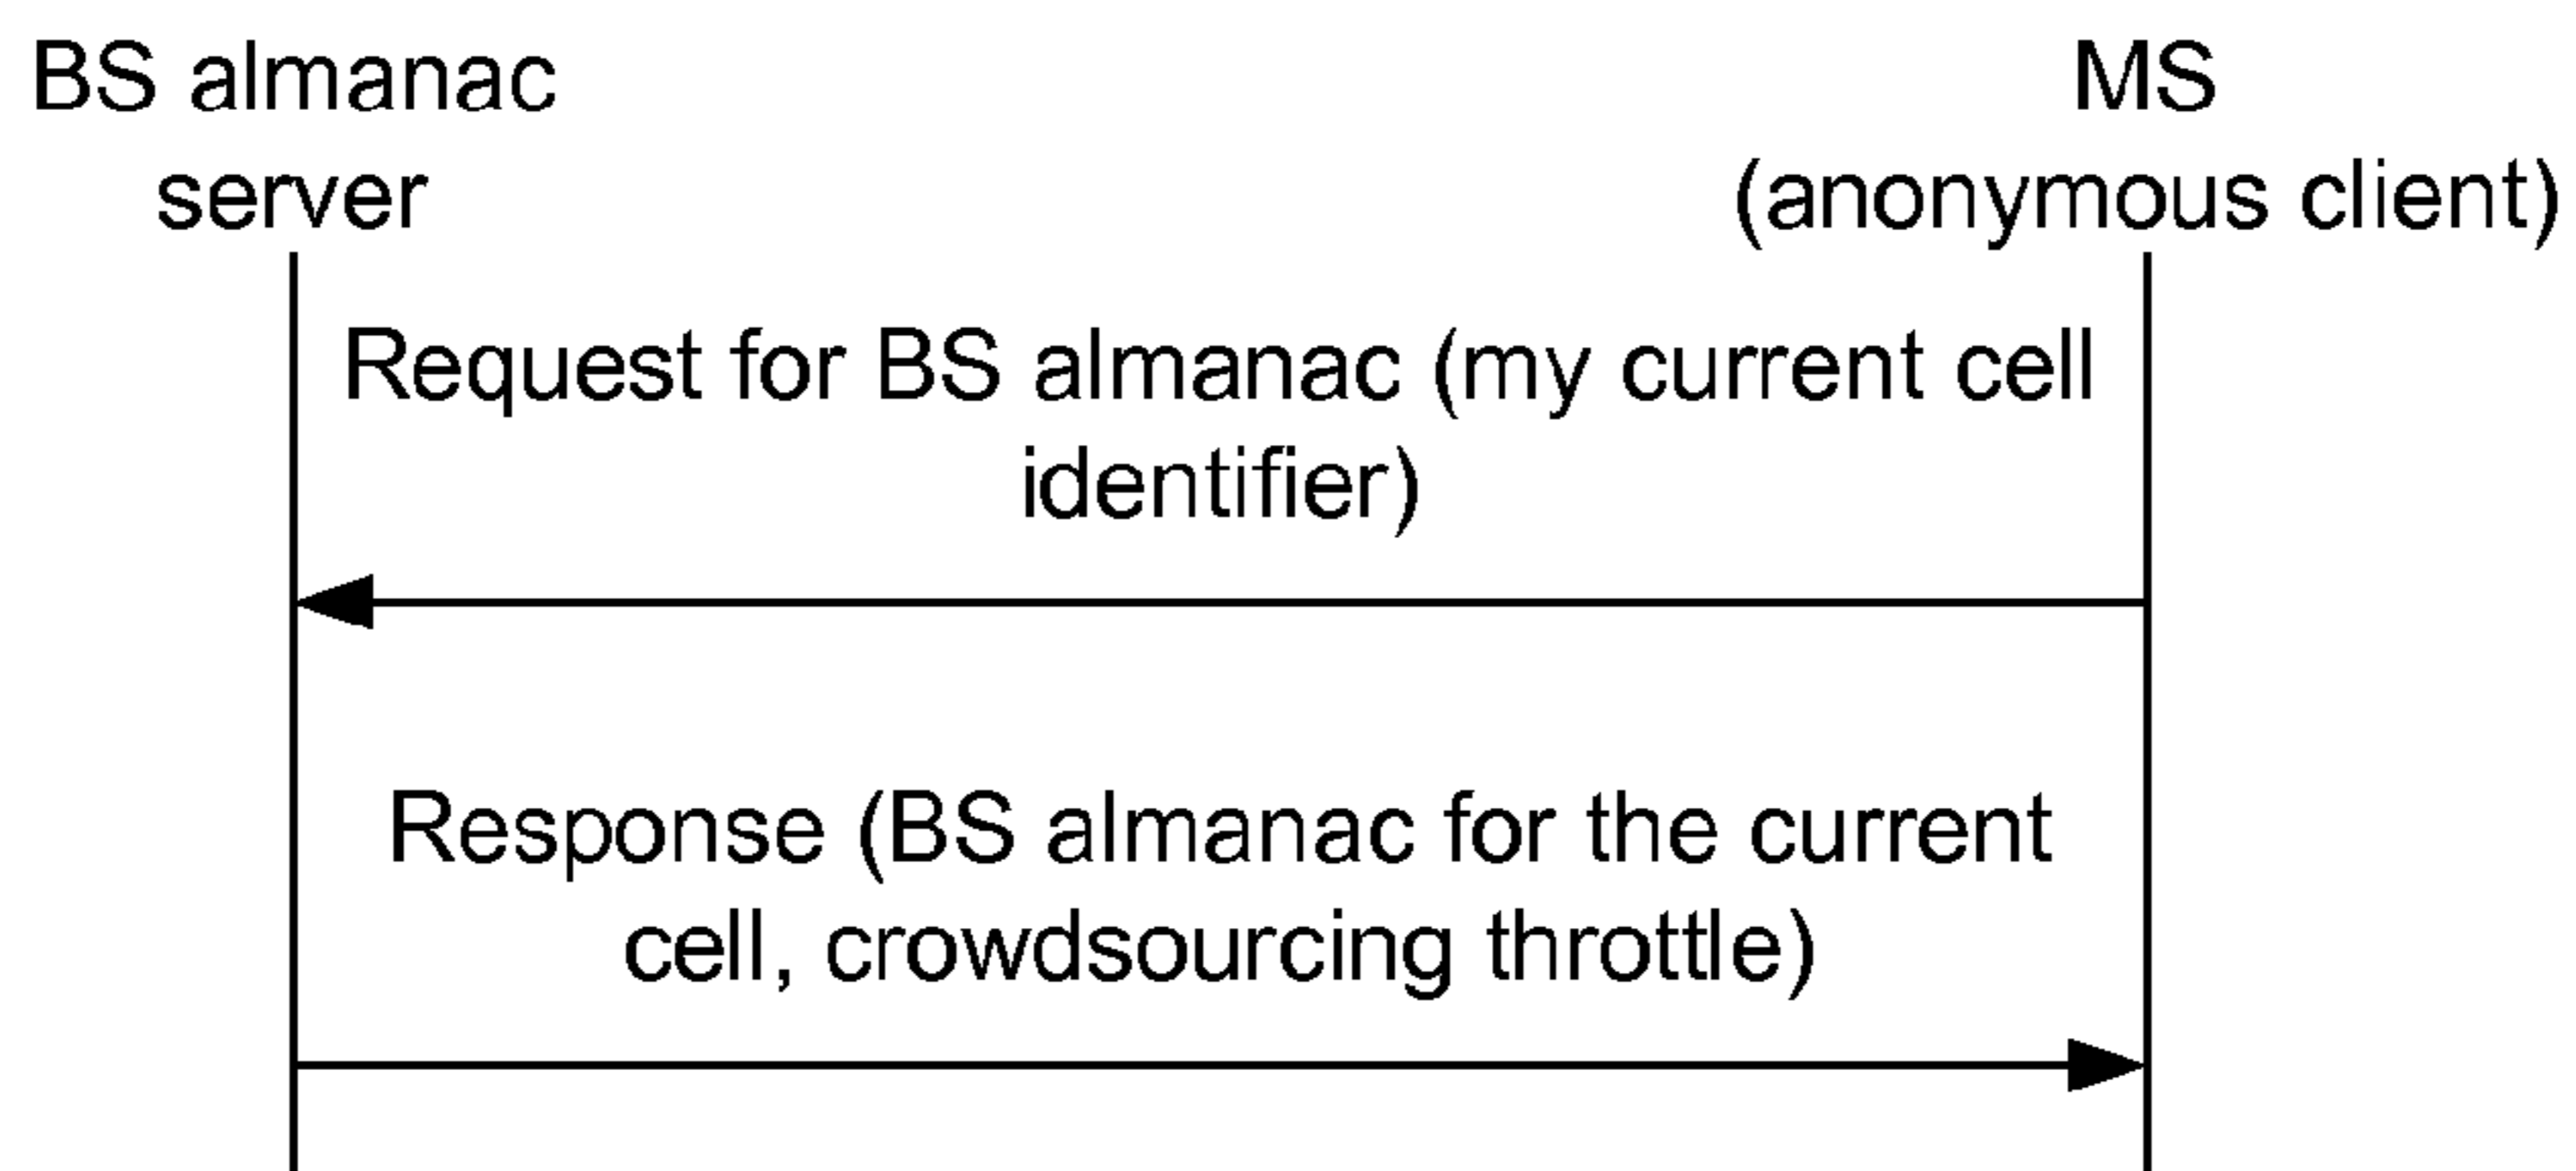 BS almanac
server
MS
(anonymous client)
Request for BS almanac (my current cell
identifier)
Response (BS almanac for the current
cell, crowdsourcing throttle)